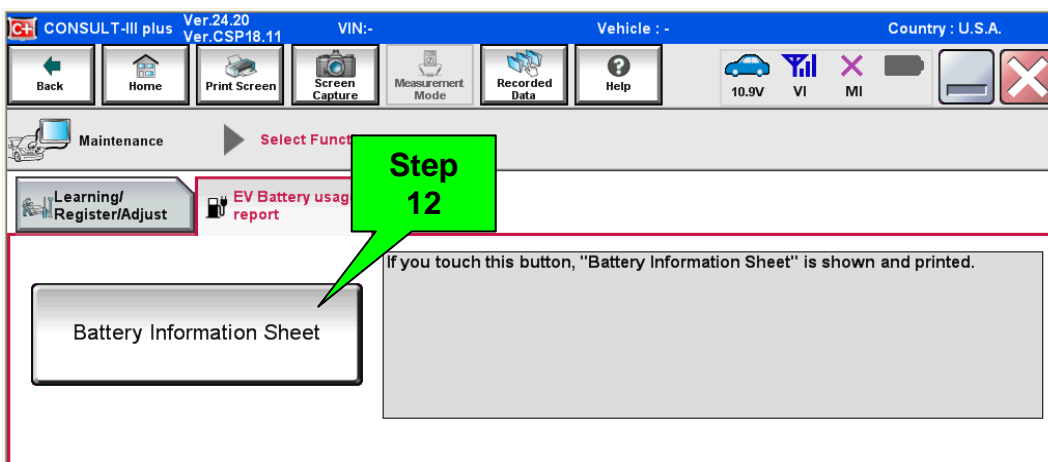 C+ CONSULT-III plus Ver.24.20 Ver.CSP18.11 VIN:- Vehicle : - Country : U.S.A.
Back Home Print Screen Screen Capture Measurement Mode Recorded Data Help 10.9V VI MI
Maintenance Select Funct
Step
12
Learning/ Register/Adjust
EV Battery usag report
If you touch this button, "Battery Information Sheet" is shown and printed.
Battery Information Sheet